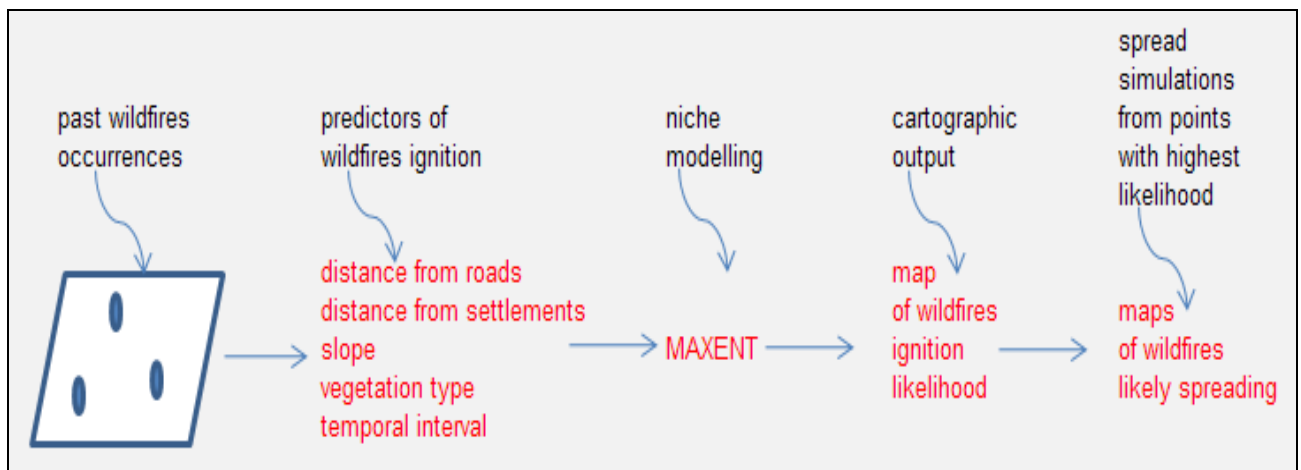 past wildfires
occurrences
predictors of
wildfires ignition
niche
modelling
cartographic
output
spread
simulations
from points
with highest
likelihood
distance from roads
distance from settlements
slope
vegetation type
temporal interval
MAXENT
map
of wildfires
ignition
likelihood
maps
of wildfires
likely spreading